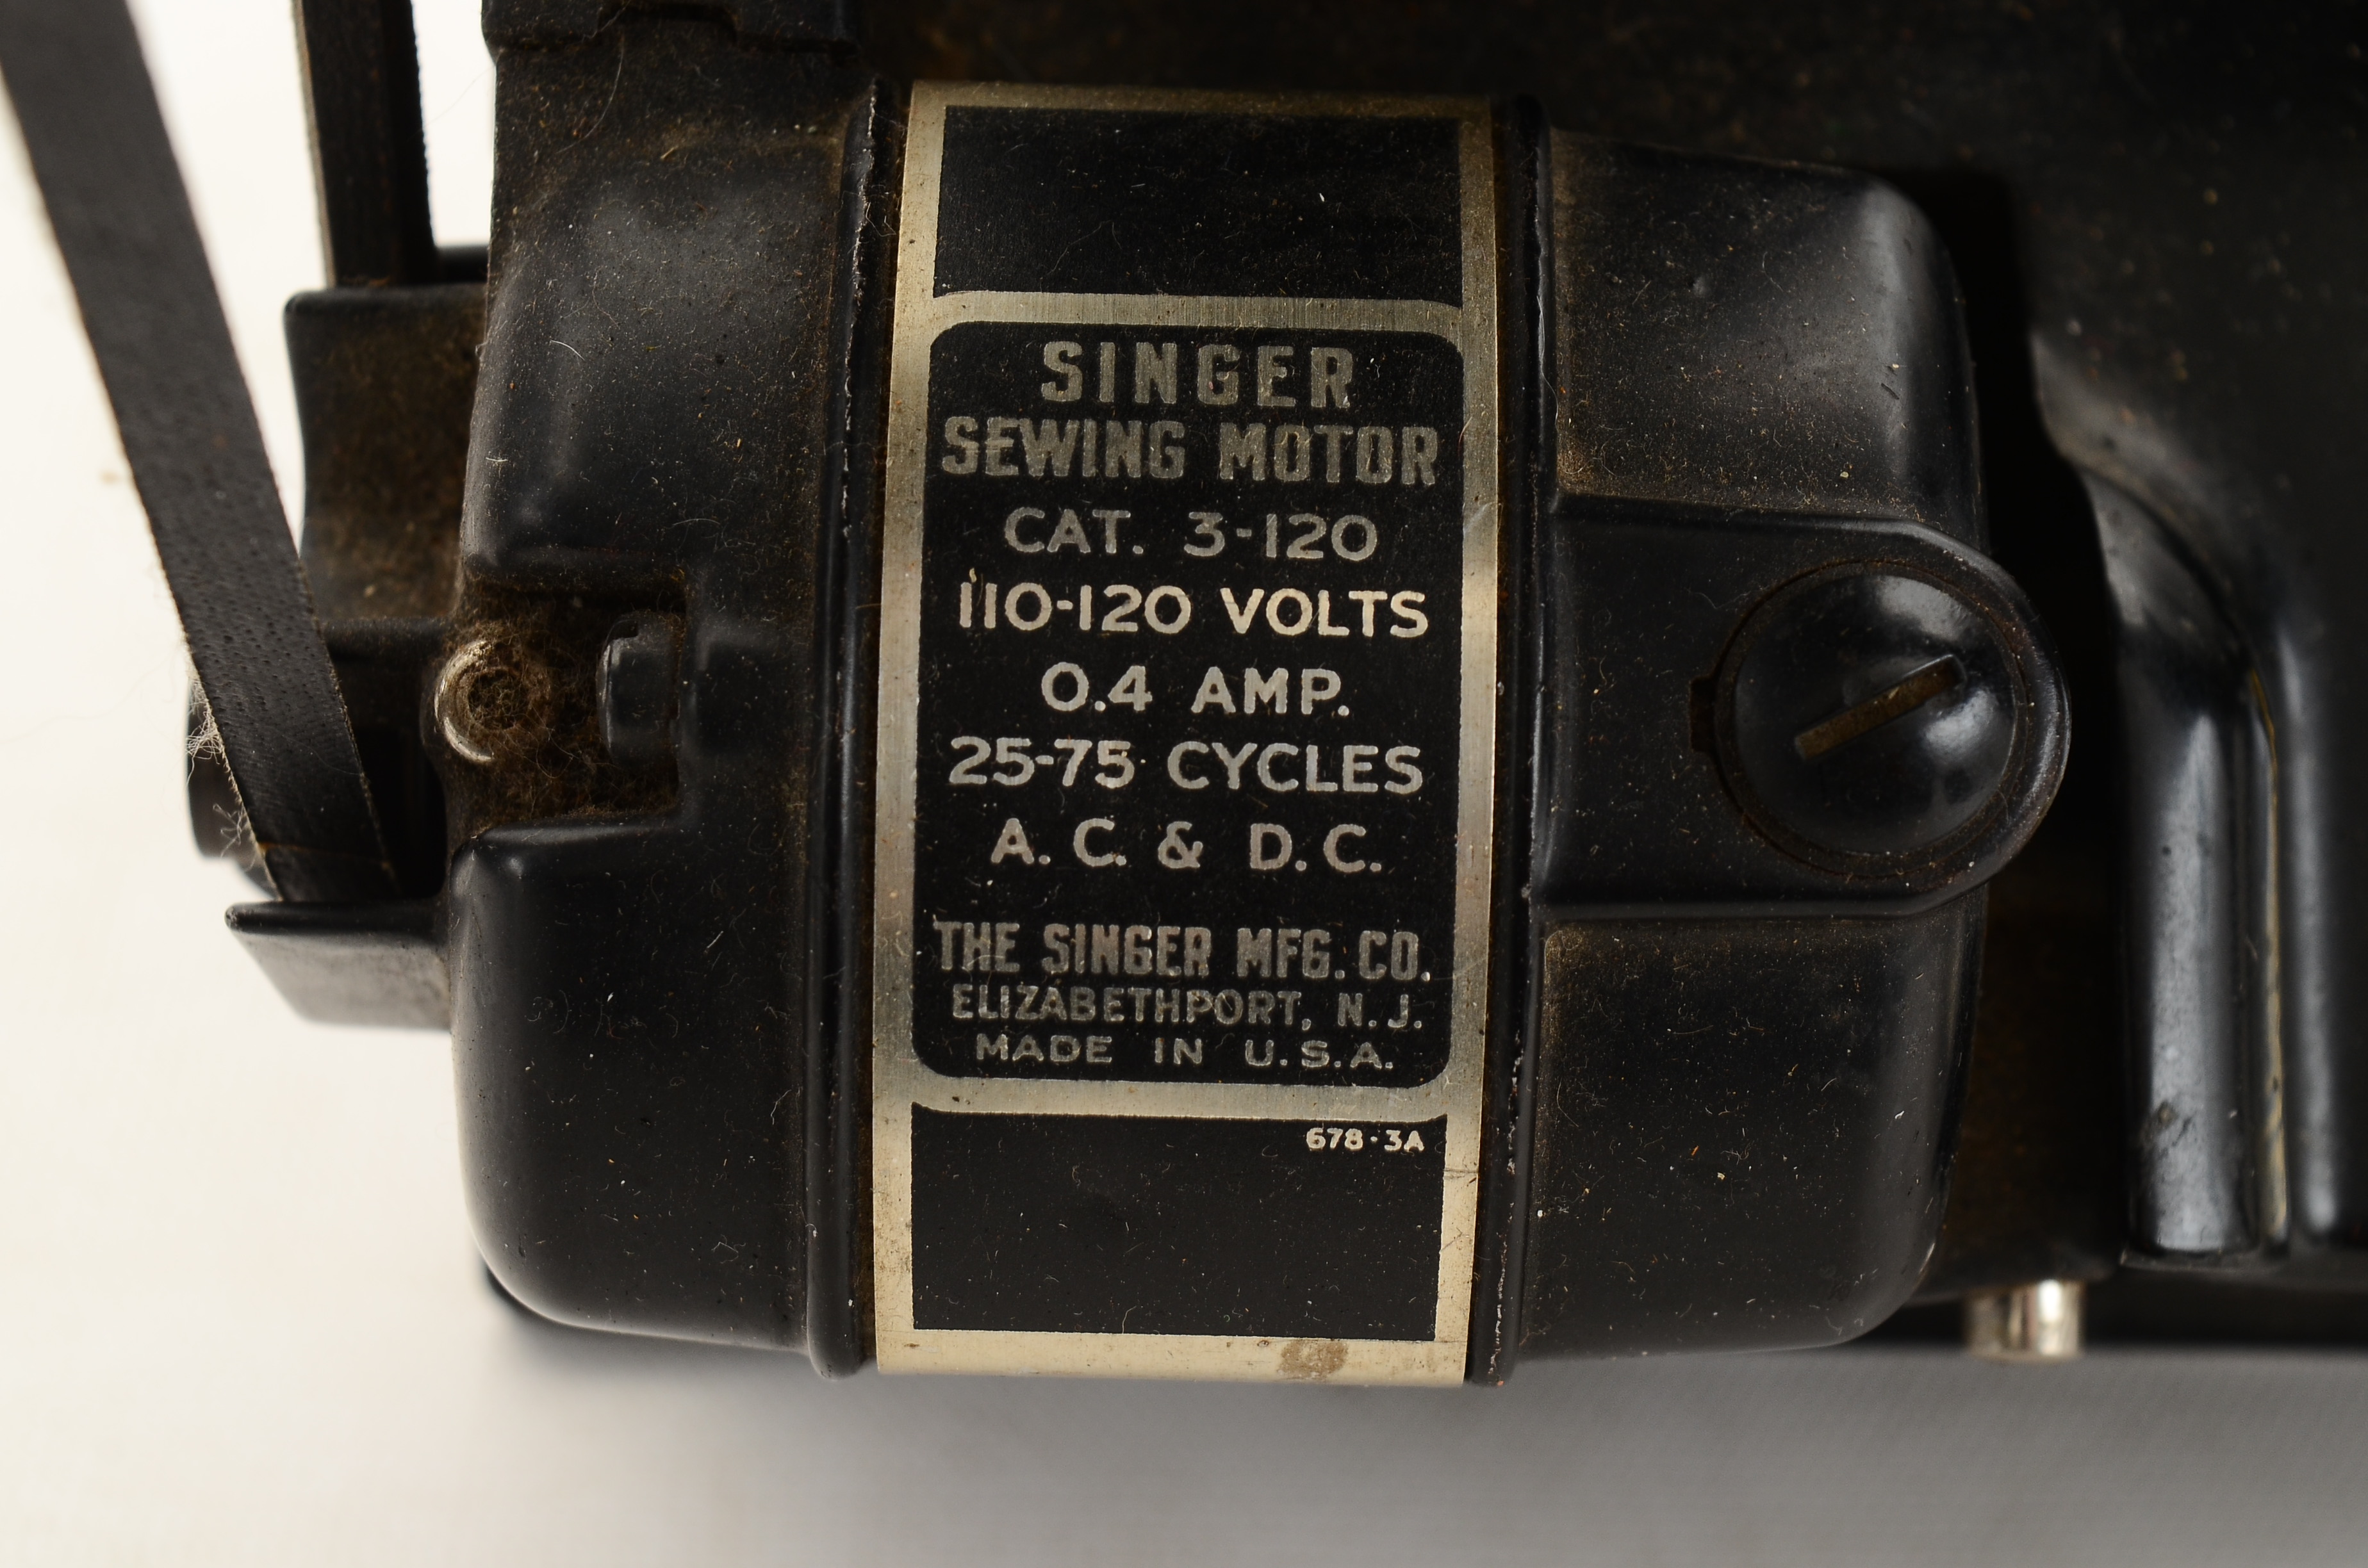 SINGER
SEWING MOTOR
CAT. 3-120
110-120 VOLTS
0.4 AMP.
25-75 CYCLES
A. C. & D. C.
THE SINGER MFG. CO.
ELIZABETHPORT, N. J.
MADE IN U.S.A.
678-3A